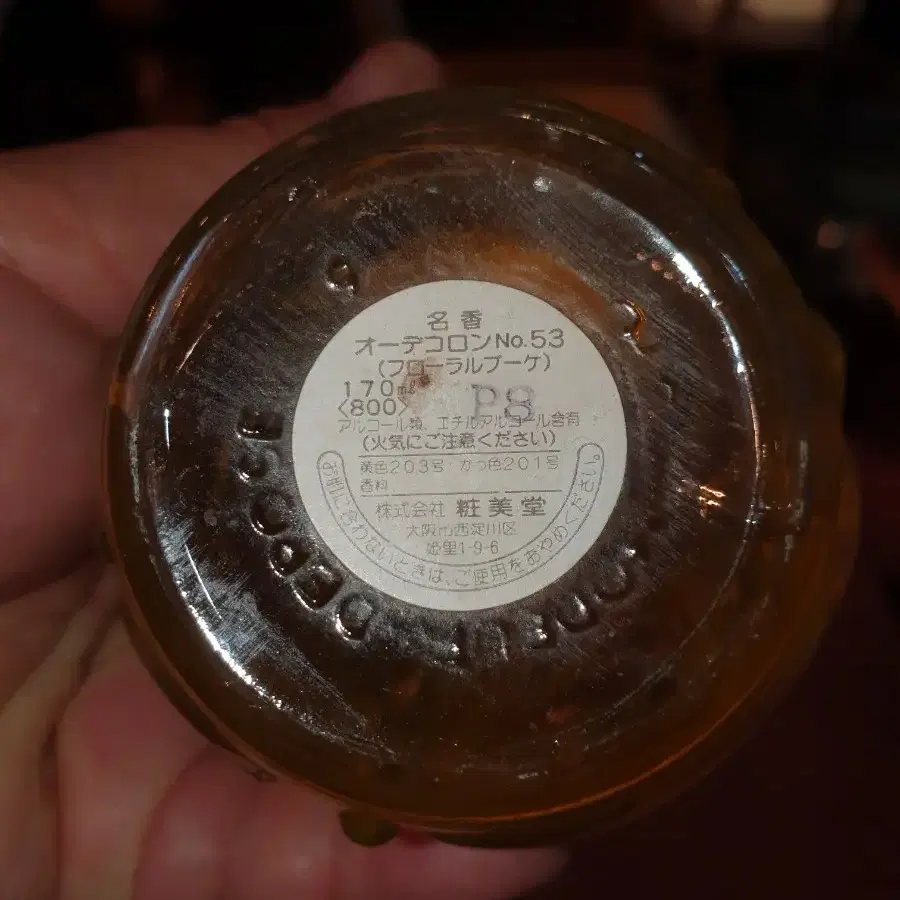 名香
オーデコロンNo.53
(フローラルブーケ)
170㎖
P8
<800>
アルコール類、エチルアルコール含有
(火気にご注意ください)
黄色203号・かっ色201号
香料
株式会社 粧美堂
大阪市西淀川区
姫里1-9-6
お肌に合わないときは、ご使用をおやめください。